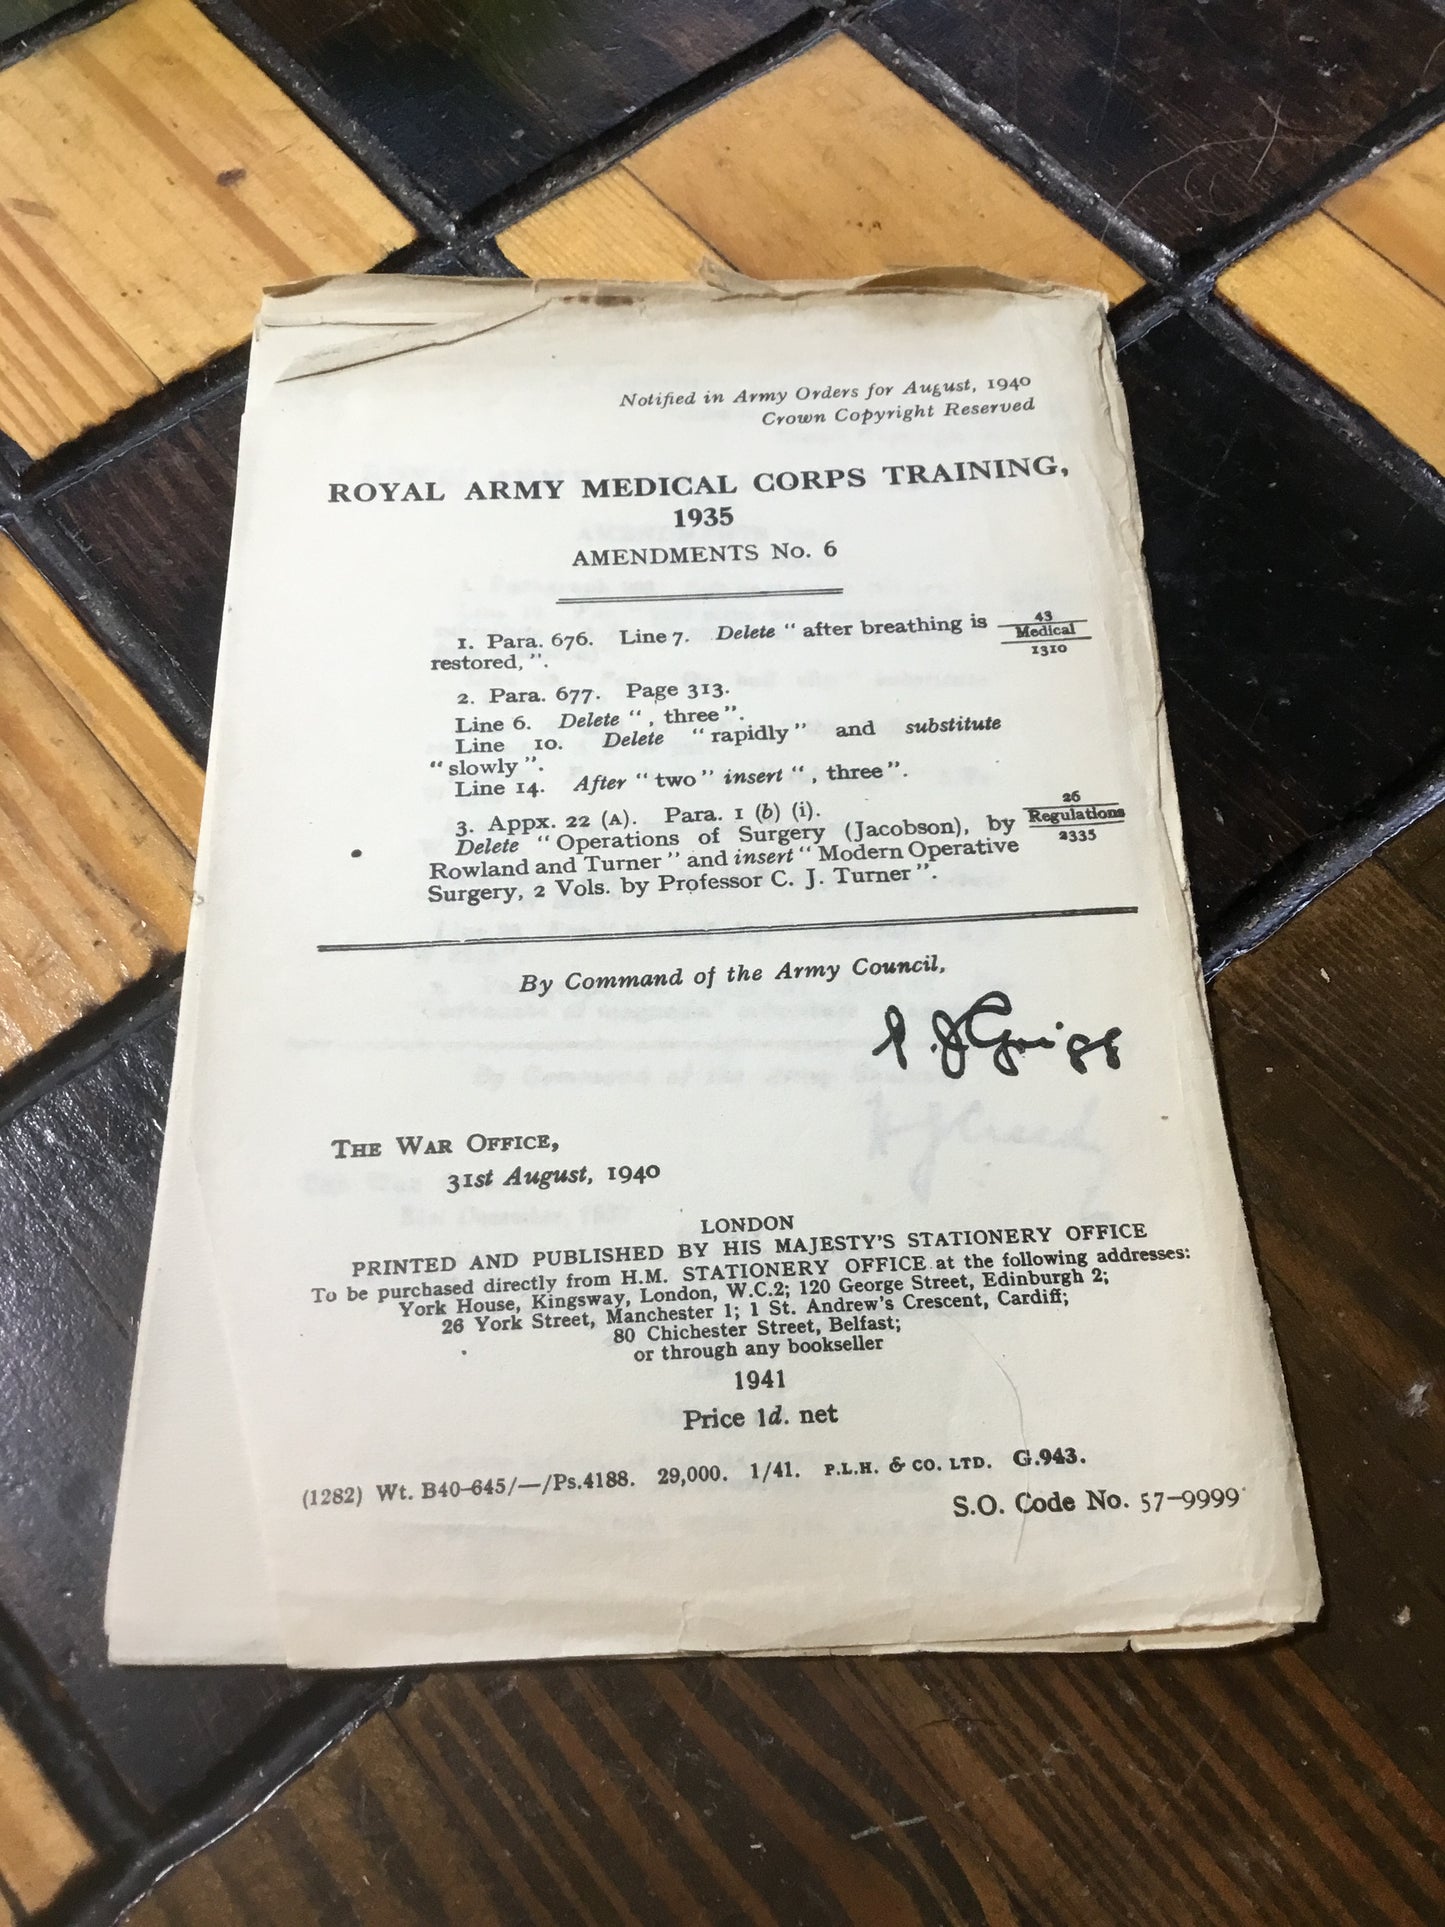 Notified in Army Orders for August, 1940
Crown Copyright Reserved
ROYAL ARMY MEDICAL CORPS TRAINING,
1935
AMENDMENTS No. 6
1. Para. 676. Line 7. Delete “ after breathing is
restored, ”.
43
Medical
1310
2. Para. 677. Page 313.
Line 6. Delete “ , three ”.
Line 10. Delete “ rapidly ” and substitute
“ slowly ”.
Line 14. After “ two ” insert “ , three ”.
3. Appx. 22 (A). Para. 1 (b) (i).
Delete “ Operations of Surgery (Jacobson), by
Rowland and Turner ” and insert “ Modern Operative
Surgery, 2 Vols. by Professor C. J. Turner ”.
26
Regulations
2335
By Command of the Army Council,
P. J. Grigg
THE WAR OFFICE,
31st August, 1940
LONDON
PRINTED AND PUBLISHED BY HIS MAJESTY'S STATIONERY OFFICE
To be purchased directly from H.M. STATIONERY OFFICE at the following addresses:
York House, Kingsway, London, W.C.2; 120 George Street, Edinburgh 2;
26 York Street, Manchester 1; 1 St. Andrew's Crescent, Cardiff;
80 Chichester Street, Belfast;
or through any bookseller
1941
Price 1d. net
(1282) Wt. B40-645/—/Ps.4188. 29,000. 1/41. P.L.H. & CO. LTD. G.943.
S.O. Code No. 57-9999